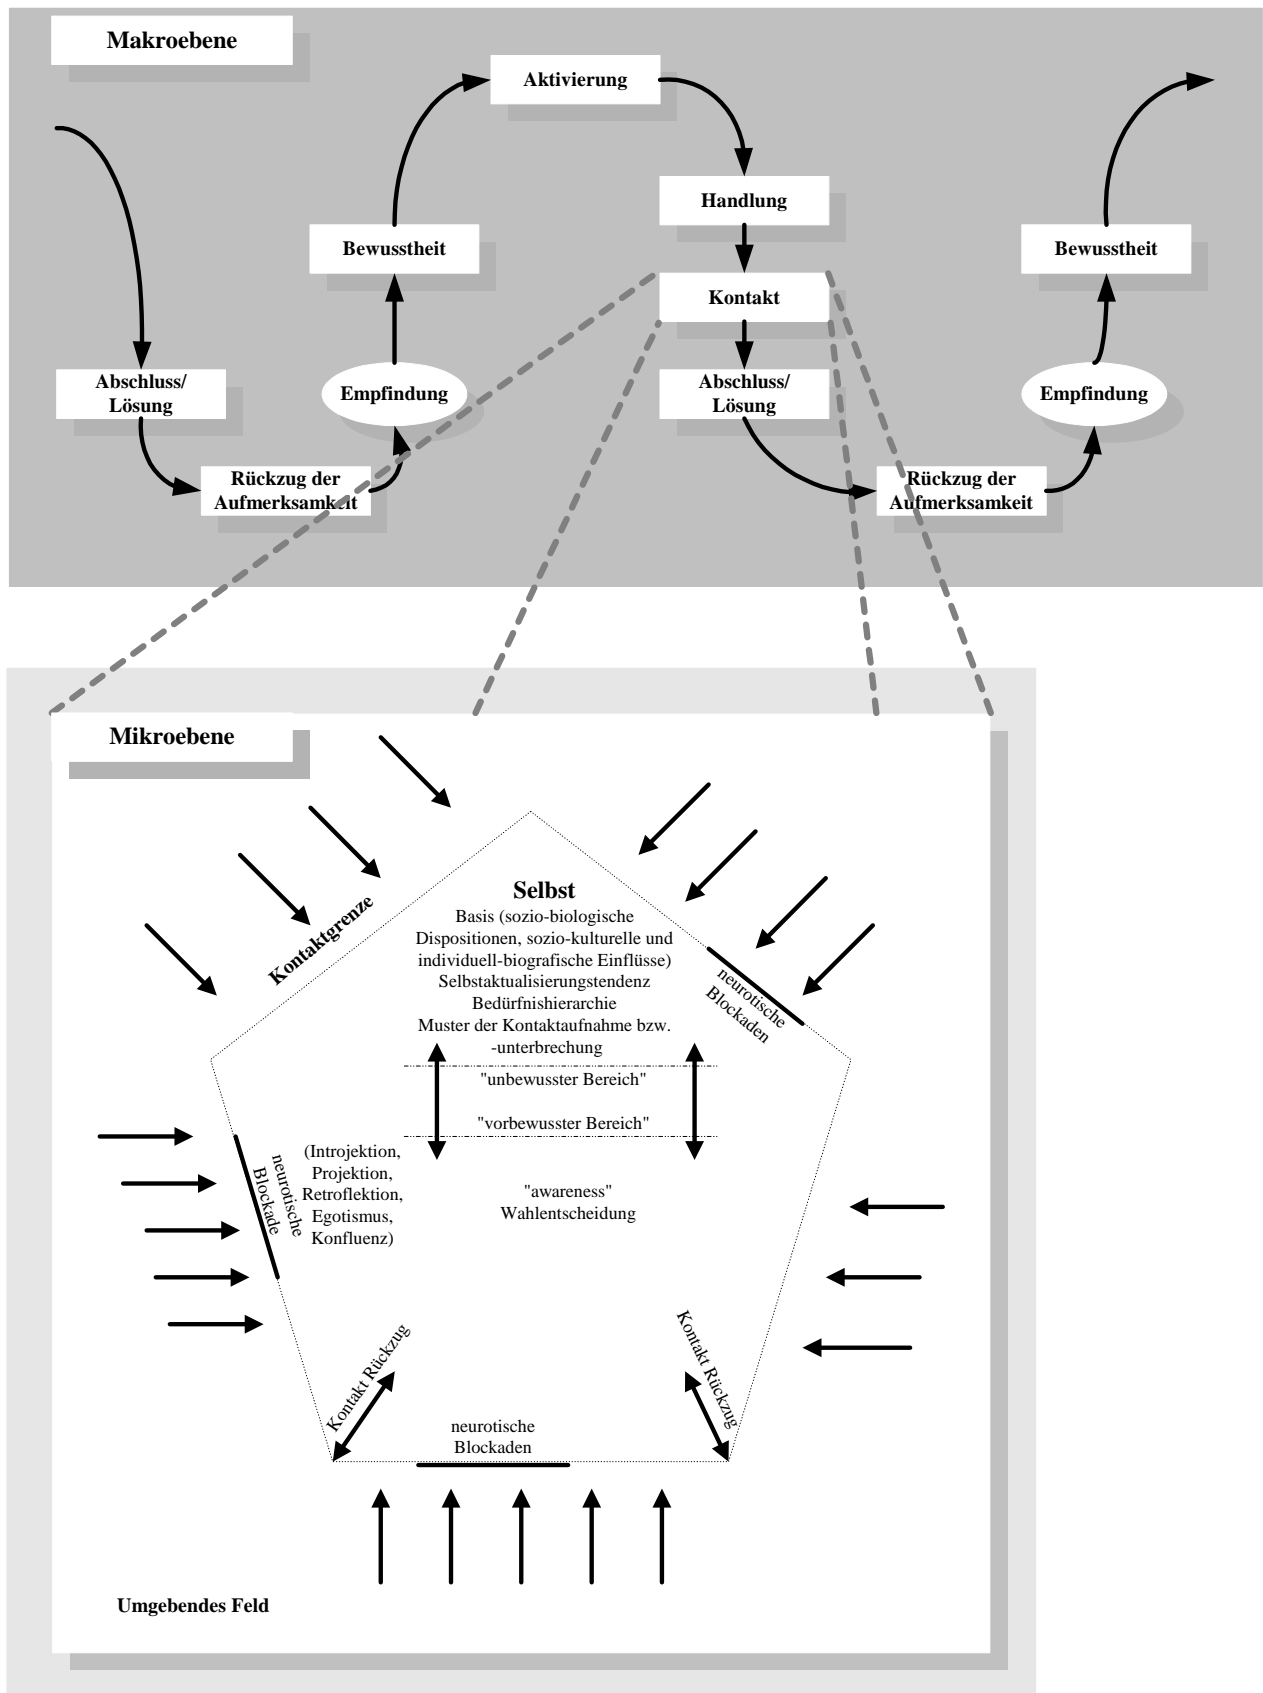 Makroebene
Aktivierung
Handlung
Bewusstheit
Bewusstheit
Kontakt
Abschluss/
Lösung
Empfindung
Abschluss/
Lösung
Empfindung
Rückzug der
Aufmerksamkeit
Rückzug der
Aufmerksamkeit
Mikroebene
Kontaktgrenze
Selbst
Basis (sozio-biologische
Dispositionen, sozio-kulturelle und
individuell-biografische Einflüsse)
Selbstaktualisierungstendenz
Bedürfnishierarchie
Muster der Kontaktaufnahme bzw.
-unterbrechung
neurotische
Blockaden
"unbewusster Bereich"
"vorbewusster Bereich"
neurotische
Blockade
(Introjektion,
Projektion,
Retroflektion,
Egotismus,
Konfluenz)
"awareness"
Wahlentscheidung
Kontakt Rückzug
Kontakt Rückzug
neurotische
Blockaden
Umgebendes Feld